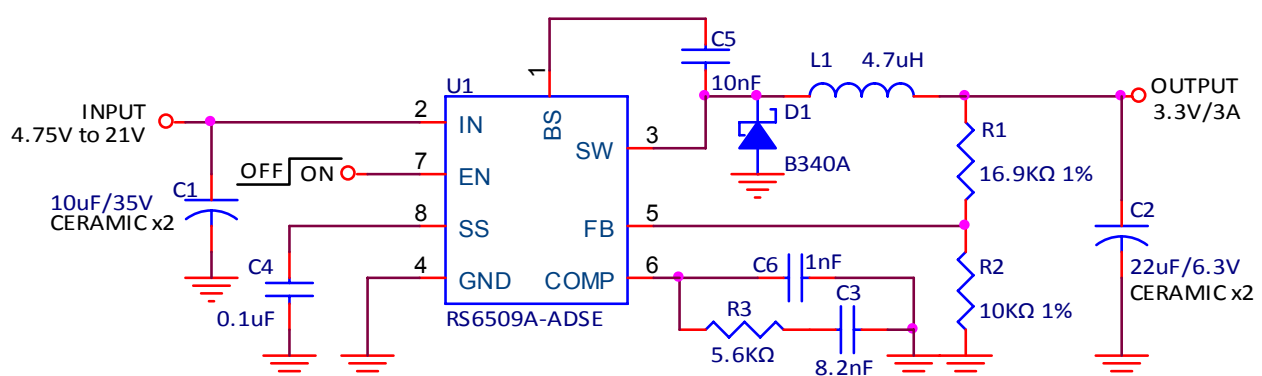 C5
10nF
L1 4.7uH
U1
1
INPUT
4.75V to 21V
2
IN
BS
SW
3
D1
B340A
OUTPUT
3.3V/3A
R1
16.9KΩ 1%
OFF ON
7
EN
C1
10uF/35V
CERAMIC x2
8
SS
FB
5
C2
22uF/6.3V
CERAMIC x2
C4
0.1uF
4
GND
COMP
6
C6
1nF
R3
5.6KΩ
C3
8.2nF
R2
10KΩ 1%
RS6509A-ADSE